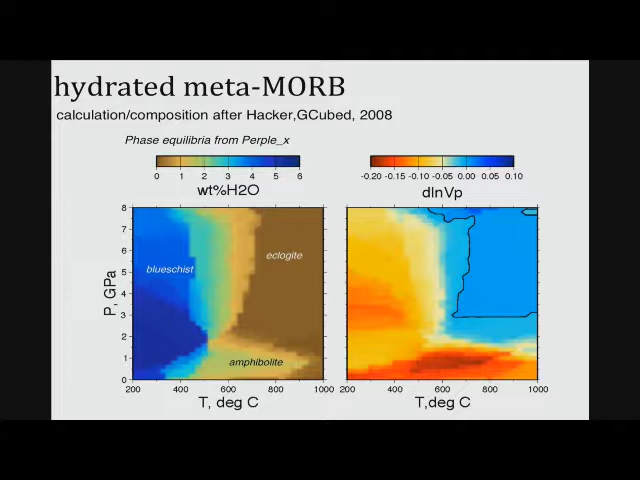 hydrated meta-MORB
calculation/composition after Hacker,GCubed, 2008
Phase equilibria from Perple_x
0 1 2 3 4 5 6
-0.20 -0.15 -0.10 -0.05 0.00 0.05 0.10
wt%H2O
dlnVp
8
7
6
5
4
3
2
1
0
P, GPa
blueschist
eclogite
amphibolite
200 400 600 800 1000
200 400 600 800 1000
T, deg C
T,deg C